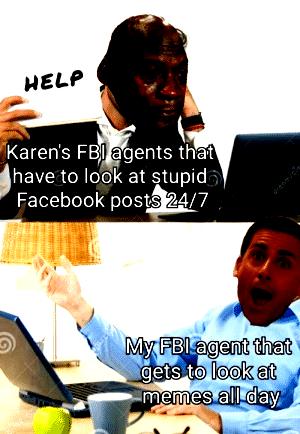 HELP
Karen's FBI agents that
have to look at stupid
Facebook posts 24/7
My FBI agent that
gets to look at
memes all day